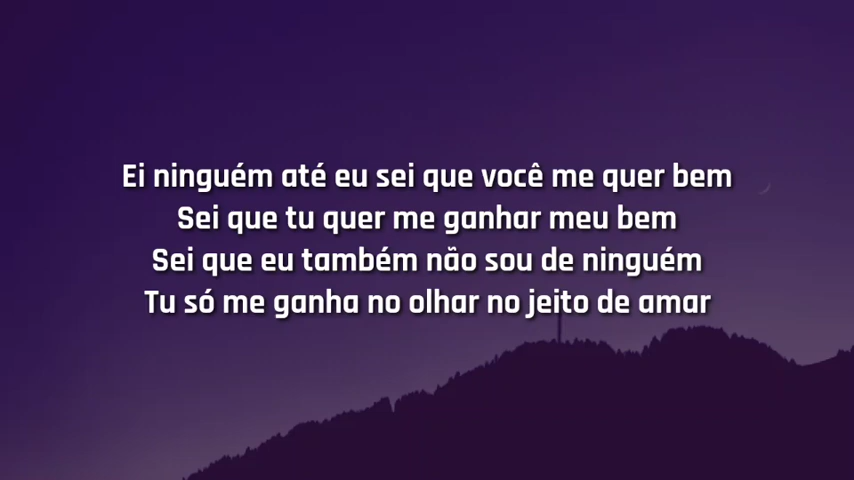 Ei ninguém até eu sei que você me quer bem
Sei que tu quer me ganhar meu bem
Sei que eu também não sou de ninguém
Tu só me ganha no olhar no jeito de amar